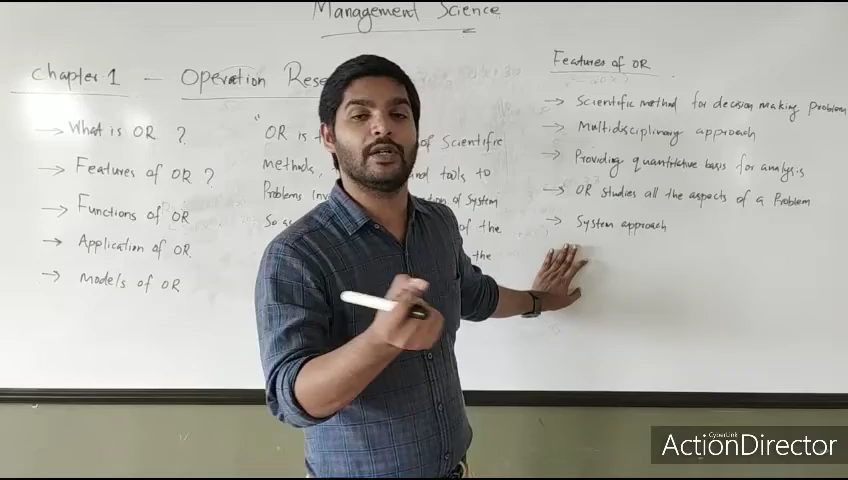 Management Science
Chapter 1 — Operation Rese
→ What is OR ?
→ Features of OR ?
→ Functions of OR
→ Application of OR
→ Models of OR
"OR is t of Scientific
methods, and tools to
Problems inv ation of System
So as of the
the
Features of OR
→ Scientific method for decision making Problem
→ Multidisciplinary approach
→ Providing quantitative basis for analysis
→ OR Studies all the aspects of a Problem
→ System approach
CyberLink
ActionDirector